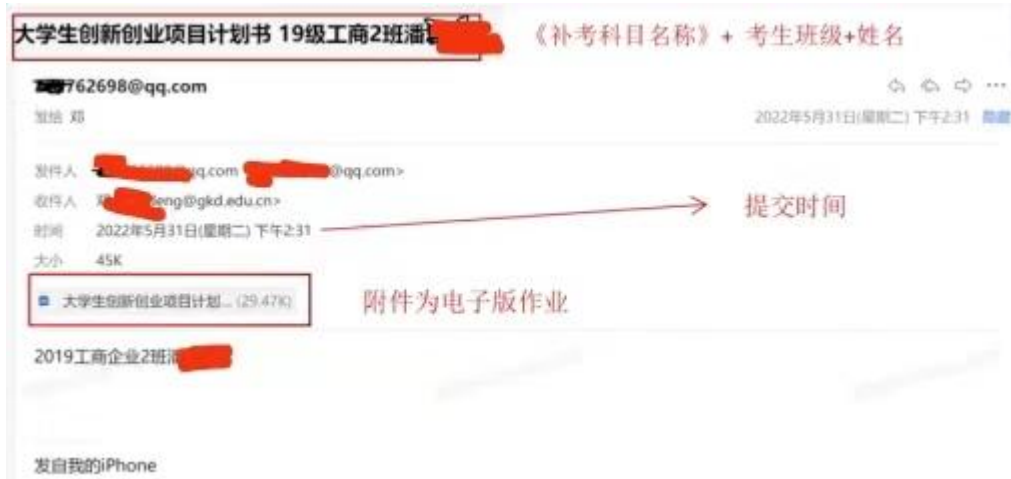 大学生创新创业项目计划书 19级工商2班潘
《补考科目名称》+ 考生班级+姓名
762698@qq.com
发给 邓
2022年5月31日(星期二) 下午2:31 隐藏
发件人 @qq.com>
收件人 eng@gkd.edu.cn>
时间 2022年5月31日(星期二) 下午2:31
提交时间
大小 45K
大学生创新创业项目计划... (29.47K)
附件为电子版作业
2019工商企业2班潘
发自我的iPhone